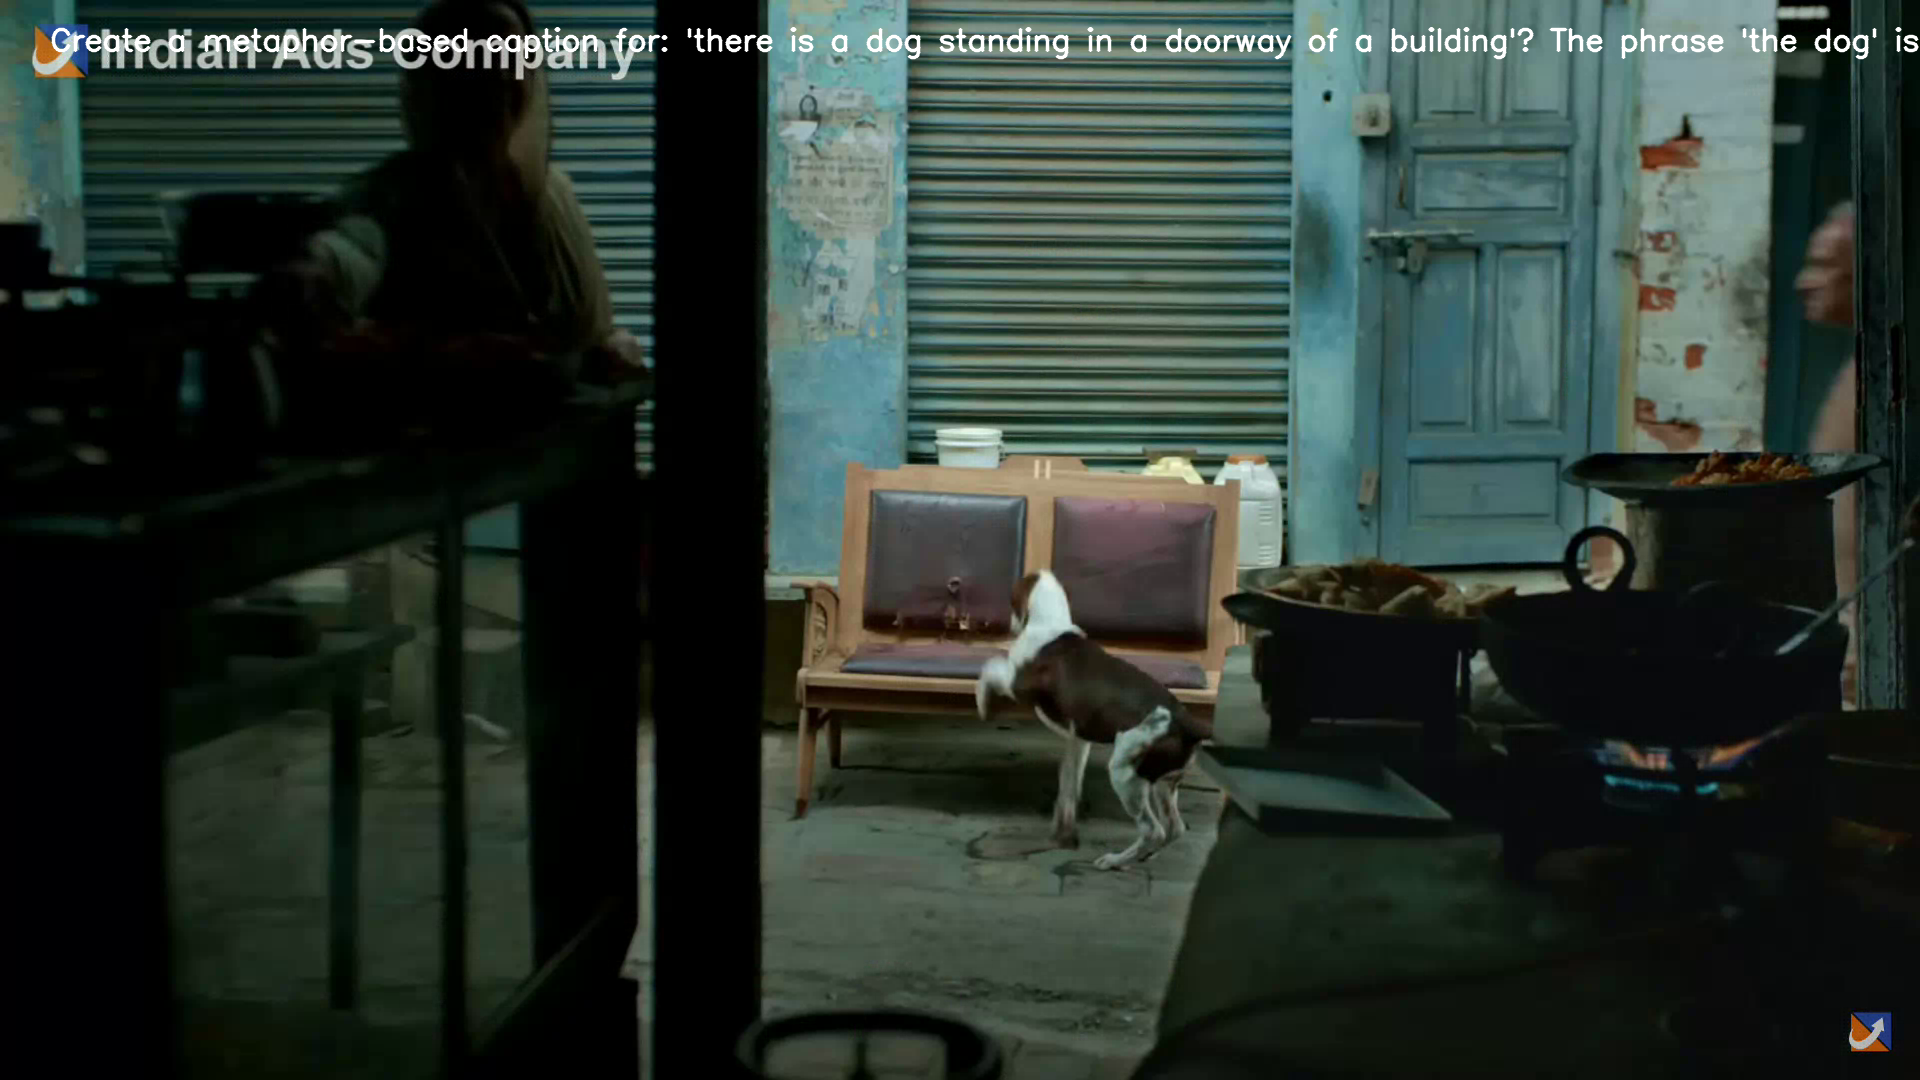 Create a metaphor-based caption for: 'there is a dog standing in a doorway of a building'? The phrase 'the dog' is
Indian Ads Company